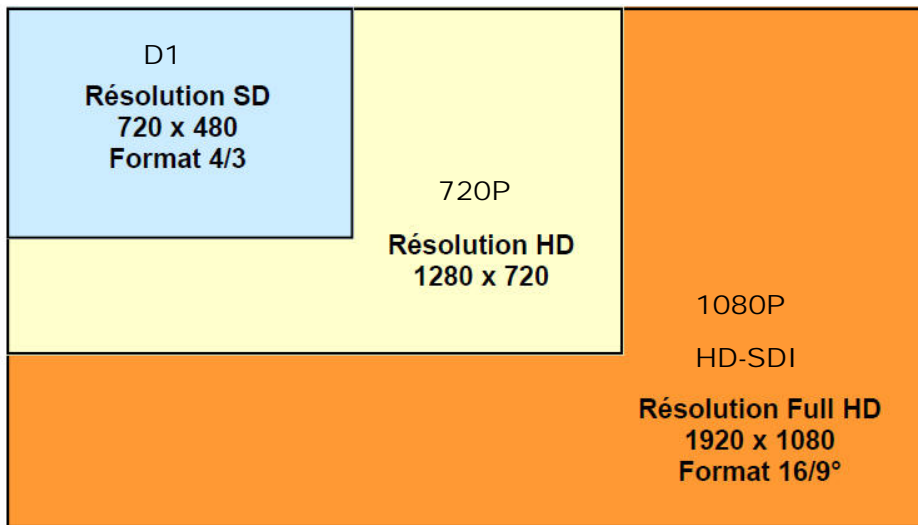 D1
Résolution SD
720 x 480
Format 4/3
720P
Résolution HD
1280 x 720
1080P
HD-SDI
Résolution Full HD
1920 x 1080
Format 16/9°